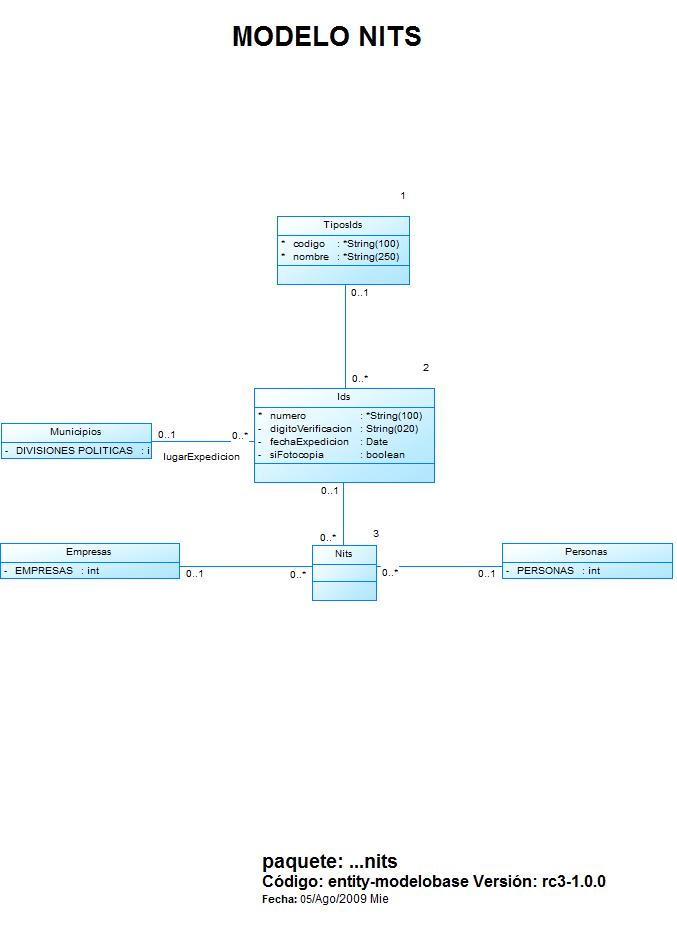 MODELO NITS
1
TiposIds
* codigo : *String(100)
* nombre : *String(250)
0..1
2
0..*
Ids
* numero : *String(100)
- digitoVerificacion : String(020)
- fechaExpedicion : Date
- siFotocopia : boolean
Municipios
- DIVISIONES POLITICAS : i
0..1
0..*
lugarExpedicion
0..1
0..*
3
Empresas
- EMPRESAS : int
0..1
0..*
Nits
0..*
0..1
Personas
- PERSONAS : int
paquete: ...nits
Código: entity-modelobase Versión: rc3-1.0.0
Fecha: 05/Ago/2009 Mie